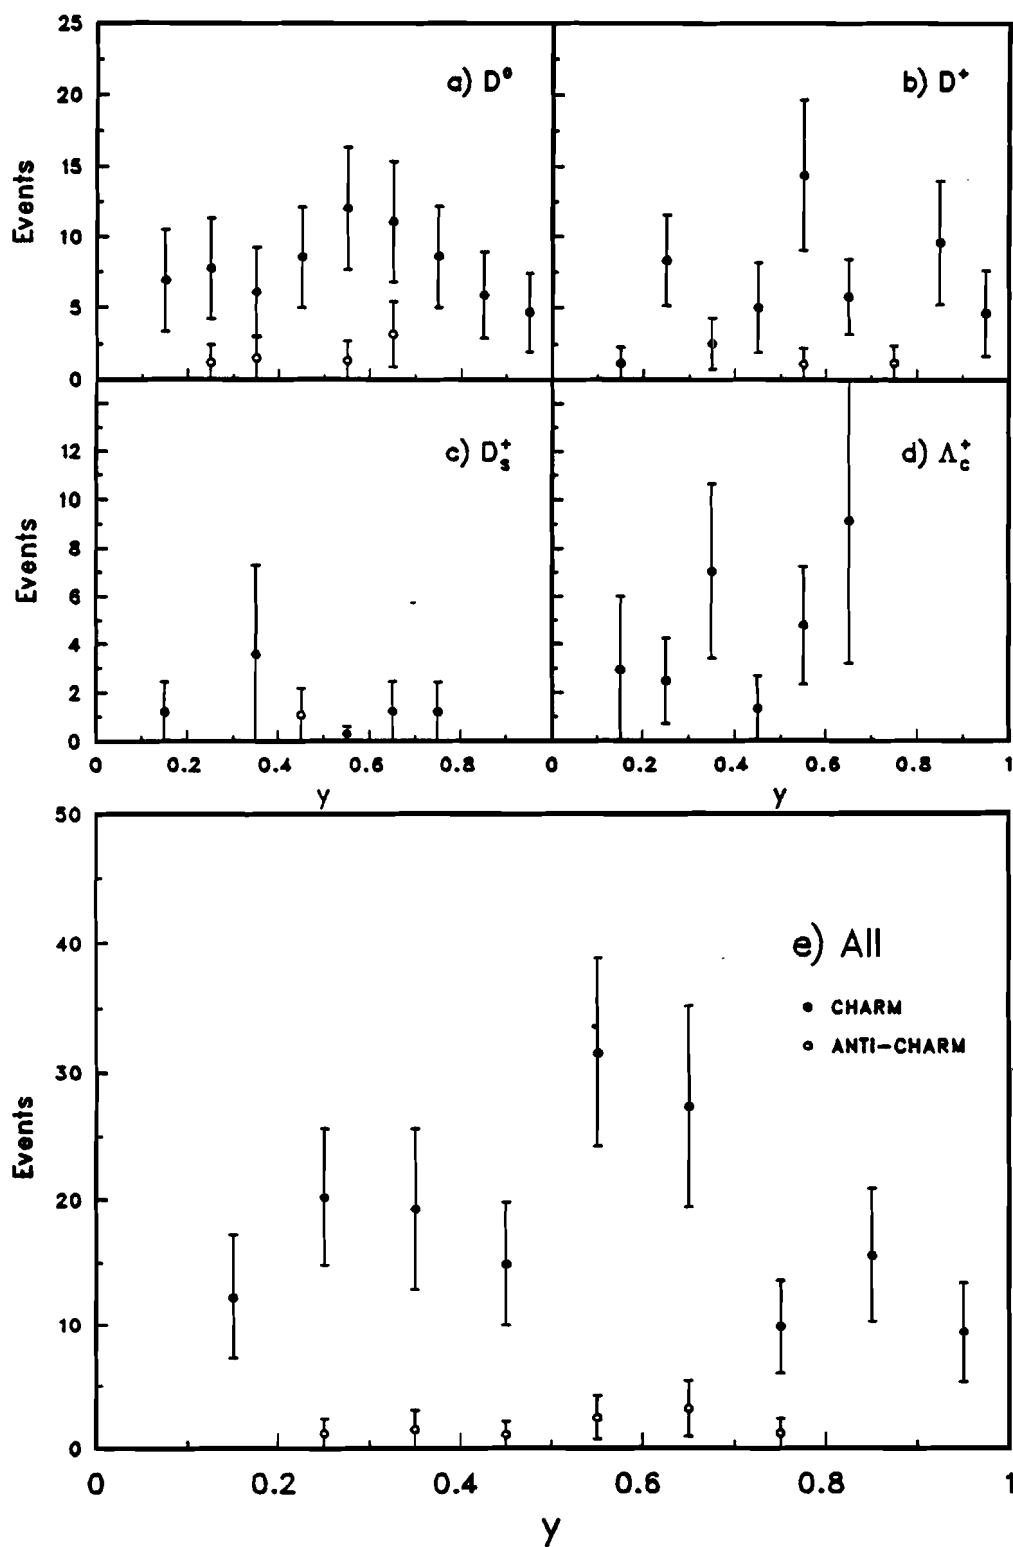 25
a) D°
b) D⁺
20
15
Events
10
5
0
c) Dₛ⁺
d) Λ꜀⁺
12
10
Events
8
6
4
2
0
0 0.2 0.4 0.6 0.8 0 0.2 0.4 0.6 0.8 1
y y
50
e) All
40
CHARM
ANTI-CHARM
30
Events
20
10
0
0 0.2 0.4 0.6 0.8 1
y